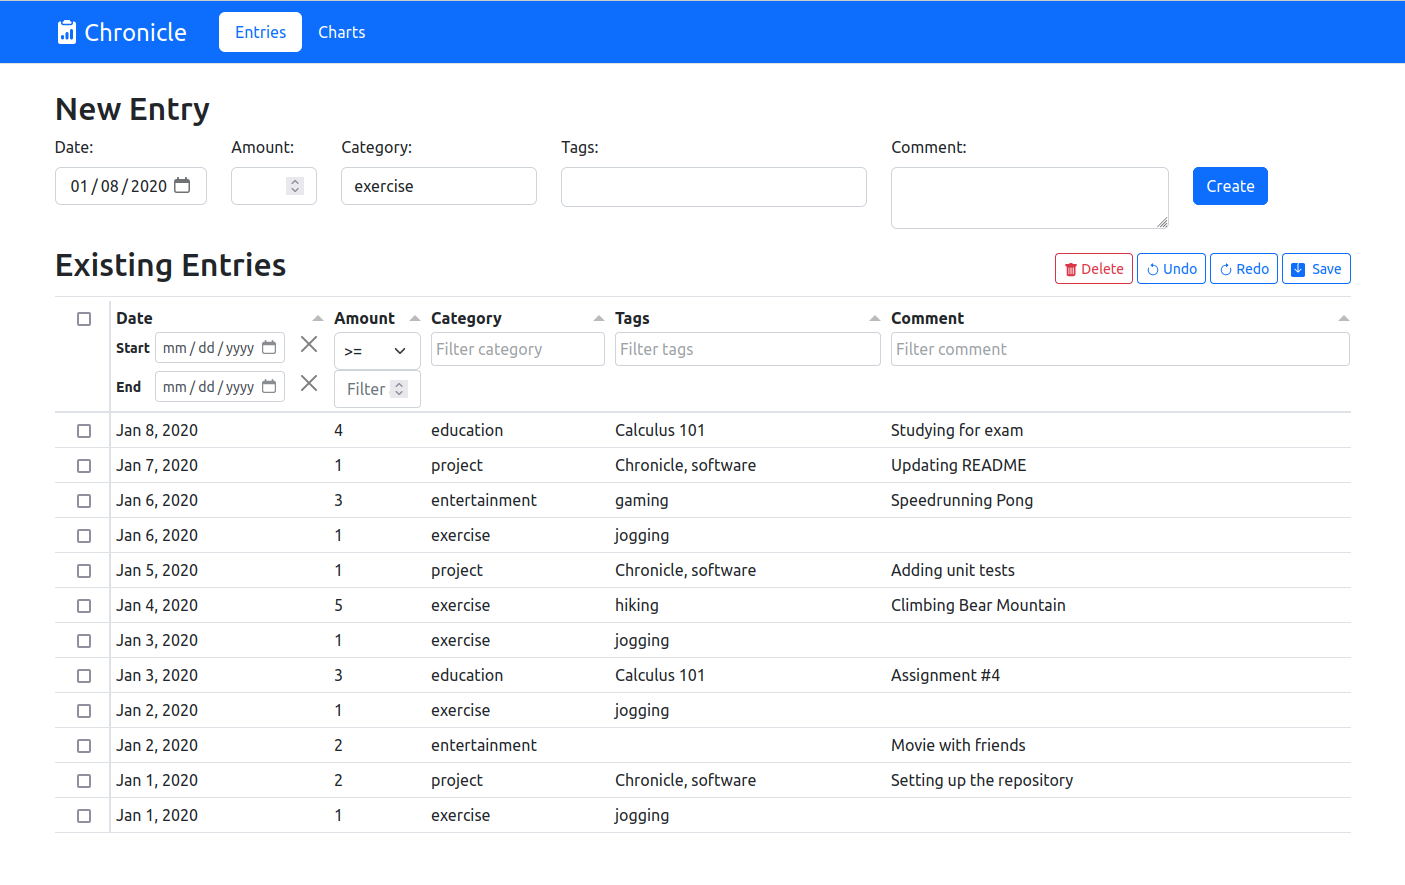 Chronicle Entries Charts
New Entry
Date: Amount: Category: Tags: Comment:
01/08/2020 exercise Create
Existing Entries Delete Undo Redo Save
Date Amount Category Tags Comment
Start mm/dd/yyyy >= Filter category Filter tags Filter comment
End mm/dd/yyyy Filter
Jan 8, 2020 4 education Calculus 101 Studying for exam
Jan 7, 2020 1 project Chronicle, software Updating README
Jan 6, 2020 3 entertainment gaming Speedrunning Pong
Jan 6, 2020 1 exercise jogging
Jan 5, 2020 1 project Chronicle, software Adding unit tests
Jan 4, 2020 5 exercise hiking Climbing Bear Mountain
Jan 3, 2020 1 exercise jogging
Jan 3, 2020 3 education Calculus 101 Assignment #4
Jan 2, 2020 1 exercise jogging
Jan 2, 2020 2 entertainment Movie with friends
Jan 1, 2020 2 project Chronicle, software Setting up the repository
Jan 1, 2020 1 exercise jogging